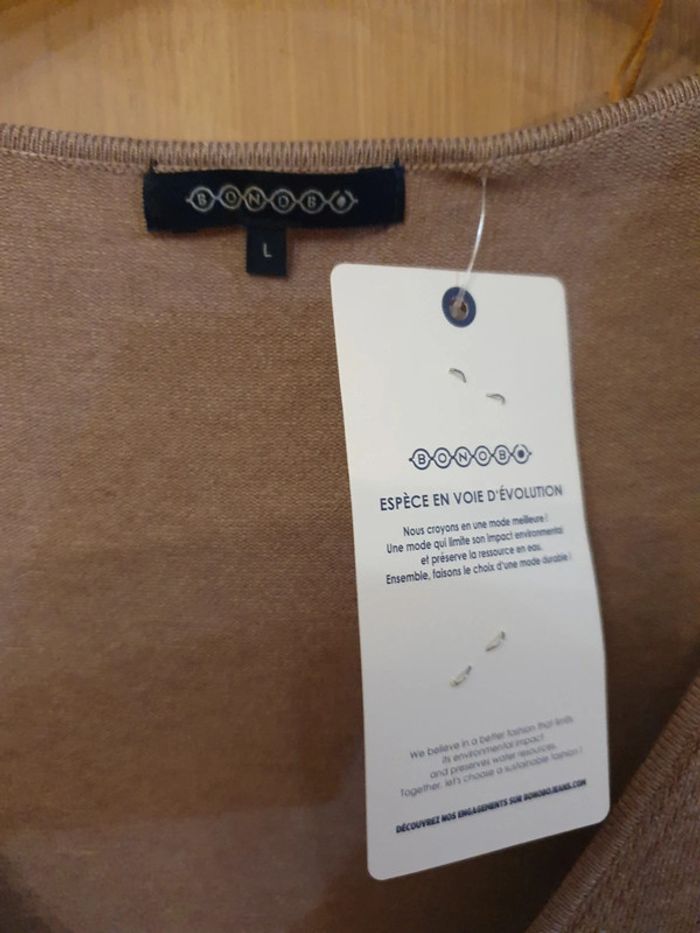 BONOBO
L
BONOBO
ESPÈCE EN VOIE D'ÉVOLUTION
Nous croyons en une mode meilleure !
Une mode qui limite son impact environmental
et préserve la ressource en eau.
Ensemble, faisons le choix d'une mode durable !
We believe in a better fashion that limits
its environmental impact
and preserves water resources.
Together, let's choose a sustainable fashion !
DÉCOUVREZ NOS ENGAGEMENTS SUR BONOBOJEANS.COM